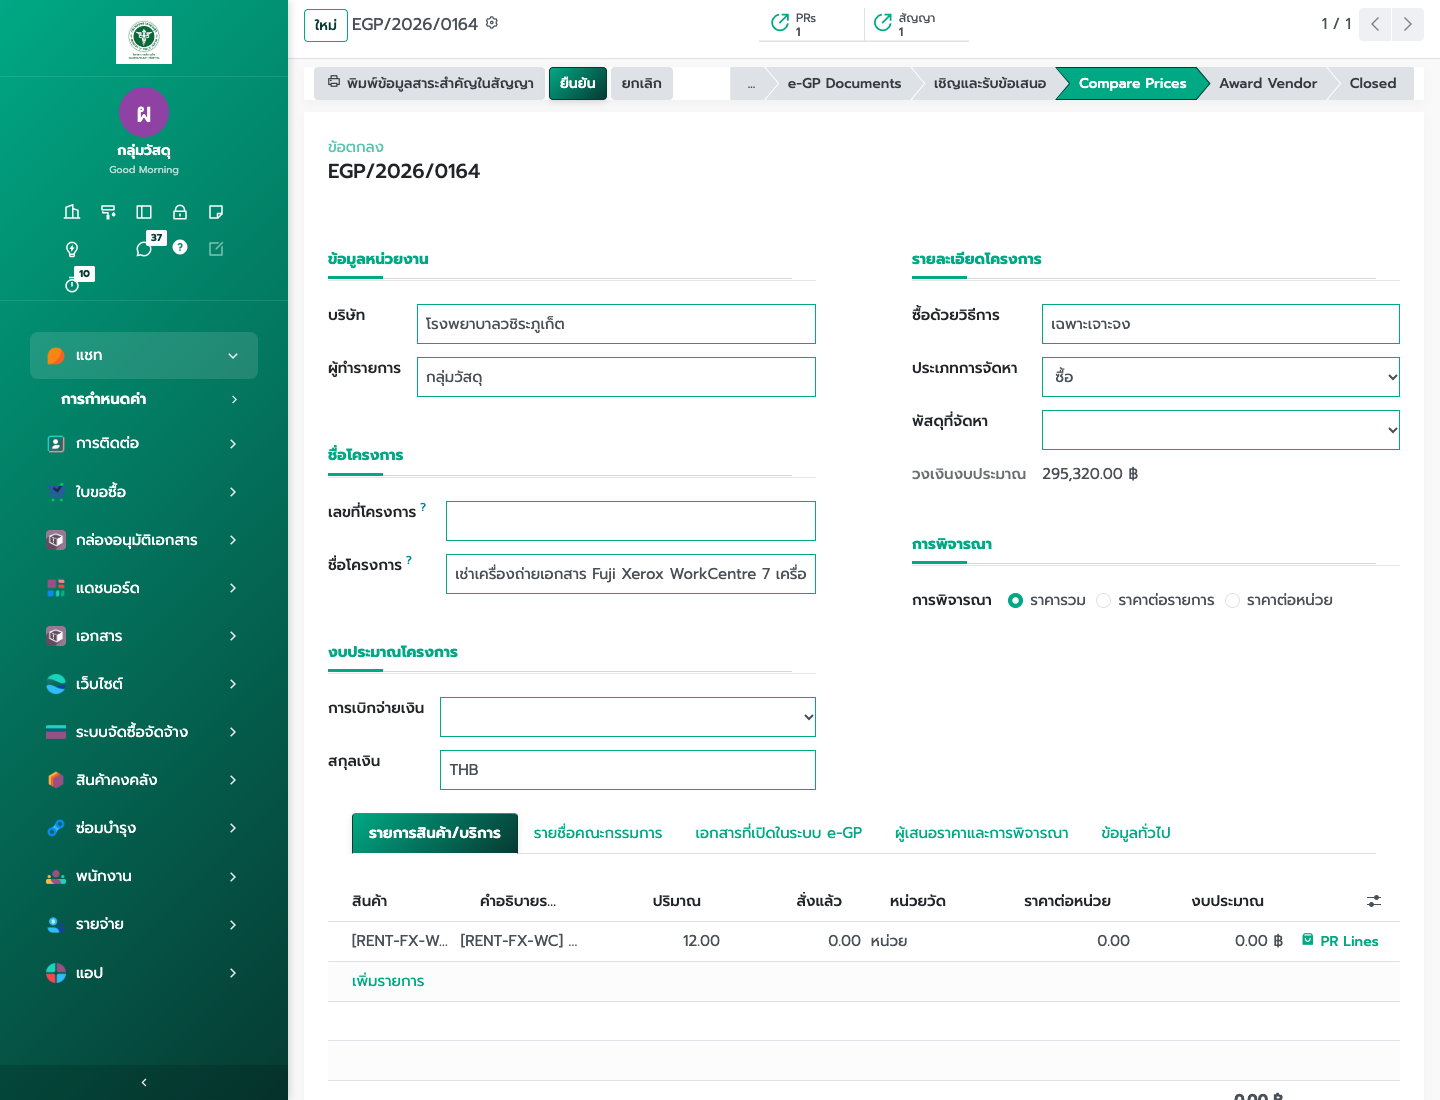 ผ
กลุ่มวัสดุ
Good Morning
37
?
10
แชท
การกำหนดค่า
การติดต่อ
ใบขอซื้อ
กล่องอนุมัติเอกสาร
แดชบอร์ด
เอกสาร
เว็บไซต์
ระบบจัดซื้อจัดจ้าง
สินค้าคงคลัง
ซ่อมบำรุง
พนักงาน
รายจ่าย
แอป
ใหม่ EGP/2026/0164
PRs
1
สัญญา
1
1 / 1
พิมพ์ข้อมูลสาระสำคัญในสัญญา ยืนยัน ยกเลิก
... e-GP Documents เชิญและรับข้อเสนอ Compare Prices Award Vendor Closed
ข้อตกลง
EGP/2026/0164
ข้อมูลหน่วยงาน
บริษัท โรงพยาบาลวชิระภูเก็ต
ผู้ทำรายการ กลุ่มวัสดุ
ชื่อโครงการ
เลขที่โครงการ ?
ชื่อโครงการ ? เช่าเครื่องถ่ายเอกสาร Fuji Xerox WorkCentre 7 เครื่อ
งบประมาณโครงการ
การเบิกจ่ายเงิน
สกุลเงิน THB
รายละเอียดโครงการ
ซื้อด้วยวิธีการ เฉพาะเจาะจง
ประเภทการจัดหา ซื้อ
พัสดุที่จัดหา
วงเงินงบประมาณ 295,320.00 ฿
การพิจารณา
การพิจารณา ราคารวม ราคาต่อรายการ ราคาต่อหน่วย
รายการสินค้า/บริการ รายชื่อคณะกรรมการ เอกสารที่เปิดในระบบ e-GP ผู้เสนอราคาและการพิจารณา ข้อมูลทั่วไป
สินค้า คำอธิบายร... ปริมาณ สั่งแล้ว หน่วยวัด ราคาต่อหน่วย งบประมาณ
[RENT-FX-W... [RENT-FX-WC] ... 12.00 0.00 หน่วย 0.00 0.00 ฿ PR Lines
เพิ่มรายการ
0.00 ฿